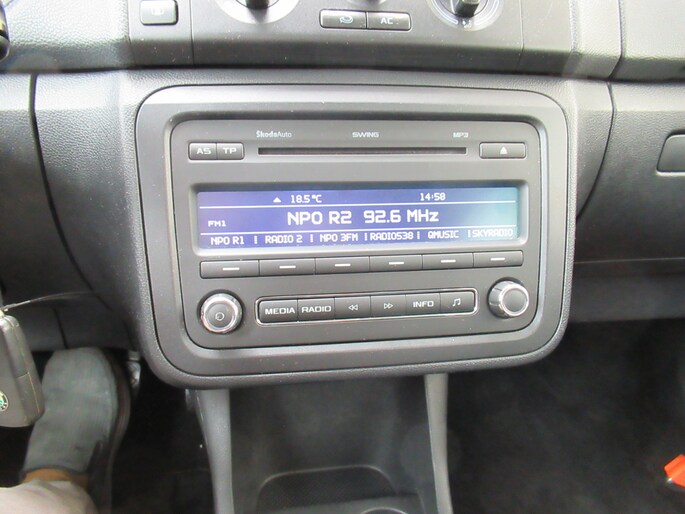 AC
ŠkodaAuto SWING MP3
AS TP
18.5°C 14:58
FM1 NPO R2 92.6 MHz
NPO R1 | RADIO 2 | NPO 3FM | RADIO538 | QMUSIC | SKYRADIO
MEDIA RADIO INFO